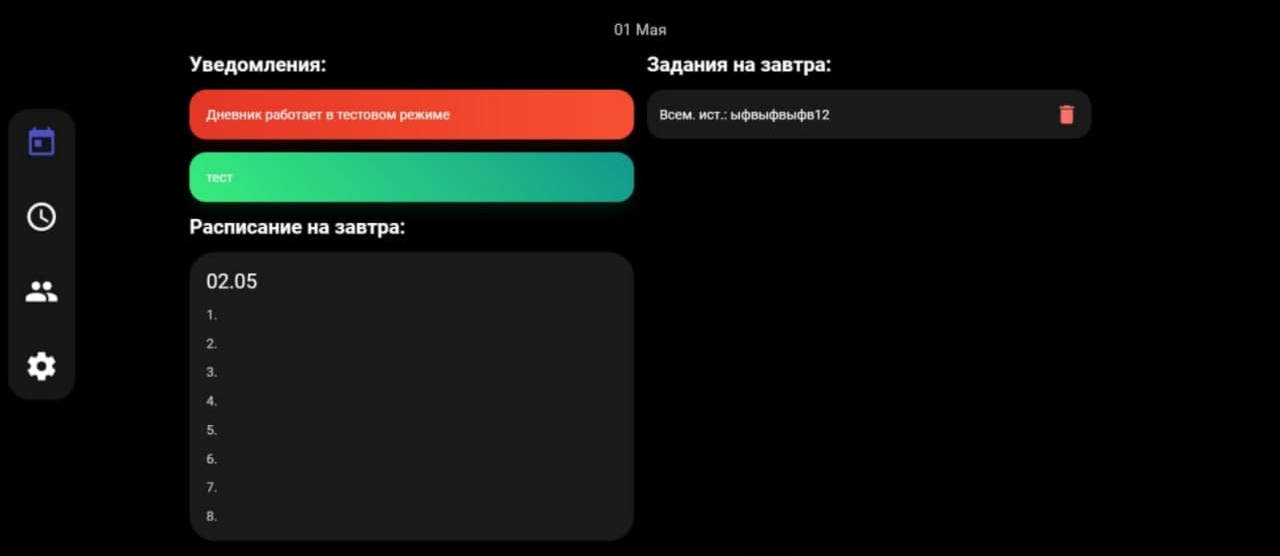 01 Мая
Уведомления:
Дневник работает в тестовом режиме
тест
Расписание на завтра:
02.05
1.
2.
3.
4.
5.
6.
7.
8.
Задания на завтра:
Всем. ист.: ыфвыфвыфв12